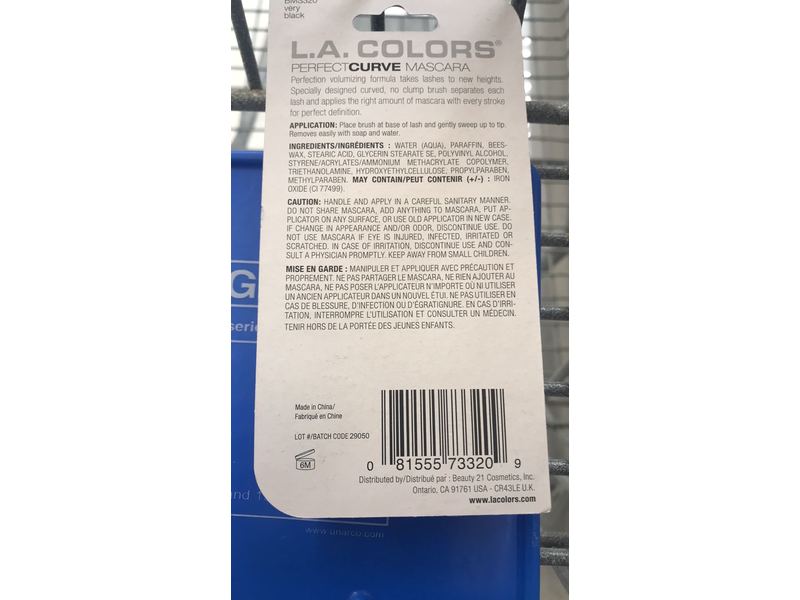 BMS320
very
black
L.A. COLORS®
PERFECTCURVE MASCARA
Perfection volumizing formula takes lashes to new heights.
Specially designed curved, no clump brush separates each
lash and applies the right amount of mascara with every stroke
for perfect definition.
APPLICATION: Place brush at base of lash and gently sweep up to tip.
Removes easily with soap and water.
INGREDIENTS/INGRÉDIENTS : WATER (AQUA), PARAFFIN, BEES-
WAX, STEARIC ACID, GLYCERIN STEARATE SE, POLYVINYL ALCOHOL,
STYRENE/ACRYLATES/AMMONIUM METHACRYLATE COPOLYMER,
TRIETHANOLAMINE, HYDROXYETHYLCELLULOSE, PROPYLPARABEN,
METHYLPARABEN. MAY CONTAIN/PEUT CONTENIR (+/-) : IRON
OXIDE (CI 77499).
CAUTION: HANDLE AND APPLY IN A CAREFUL SANITARY MANNER.
DO NOT SHARE MASCARA, ADD ANYTHING TO MASCARA, PUT AP-
PLICATOR ON ANY SURFACE, OR USE OLD APPLICATOR IN NEW CASE.
IF CHANGE IN APPEARANCE AND/OR ODOR, DISCONTINUE USE. DO
NOT USE MASCARA IF EYE IS INJURED, INFECTED, IRRITATED OR
SCRATCHED. IN CASE OF IRRITATION, DISCONTINUE USE AND CON-
SULT A PHYSICIAN PROMPTLY. KEEP AWAY FROM SMALL CHILDREN.
MISE EN GARDE : MANIPULER ET APPLIQUER AVEC PRÉCAUTION ET
PROPREMENT. NE PAS PARTAGER LE MASCARA, NE RIEN AJOUTER AU
MASCARA, NE PAS POSER L'APPLICATEUR N'IMPORTE OÙ NI UTILISER
UN ANCIEN APPLICATEUR DANS UN NOUVEL ÉTUI. NE PAS UTILISER EN
CAS DE BLESSURE, D'INFECTION OU D'ÉGRATIGNURE. EN CAS D'IRRI-
TATION, INTERROMPRE L'UTILISATION ET CONSULTER UN MÉDECIN.
TENIR HORS DE LA PORTÉE DES JEUNES ENFANTS.
G
serie
Made in China/
Fabriqué en Chine
LOT #/BATCH CODE 29050
6M
0 81555 73320 9
Distributed by/Distribué par : Beauty 21 Cosmetics, Inc.
Ontario, CA 91761 USA - CR43LE U.K.
www.lacolors.com
and 1
www.unarco.com